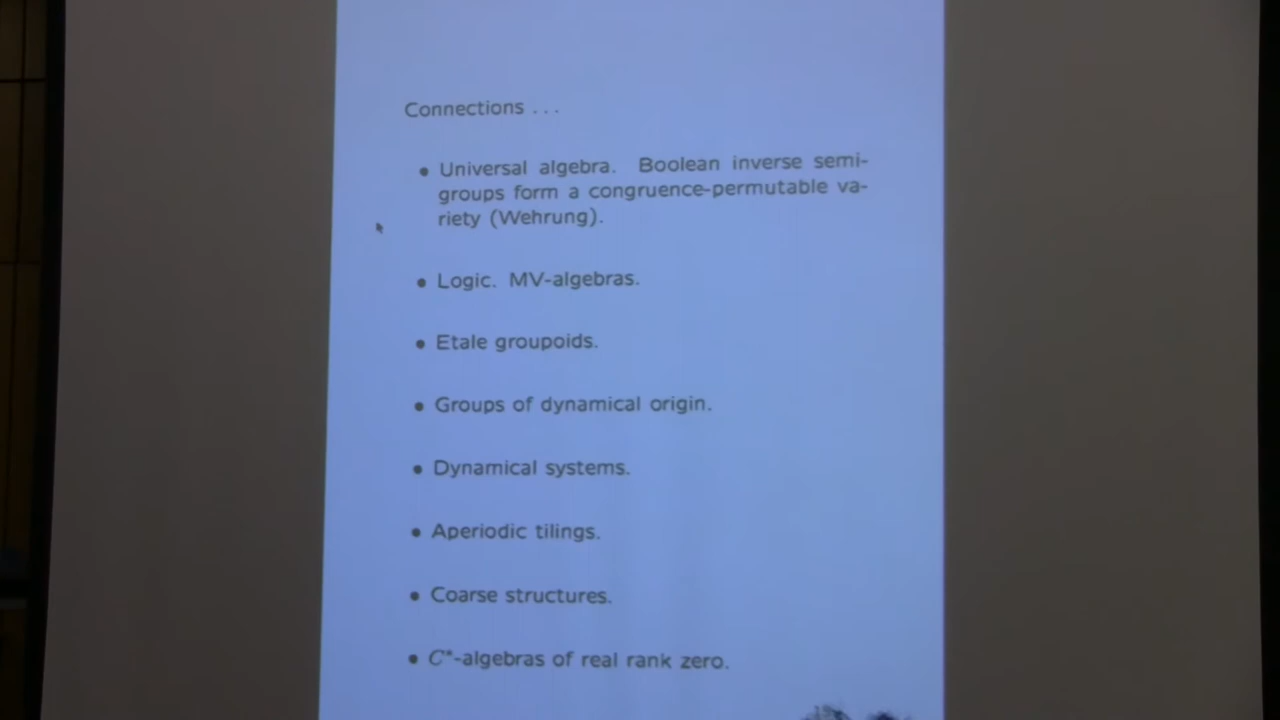 Connections ...
• Universal algebra. Boolean inverse semi-
groups form a congruence-permutable va-
riety (Wehrung).
• Logic. MV-algebras.
• Etale groupoids.
• Groups of dynamical origin.
• Dynamical systems.
• Aperiodic tilings.
• Coarse structures.
• C*-algebras of real rank zero.